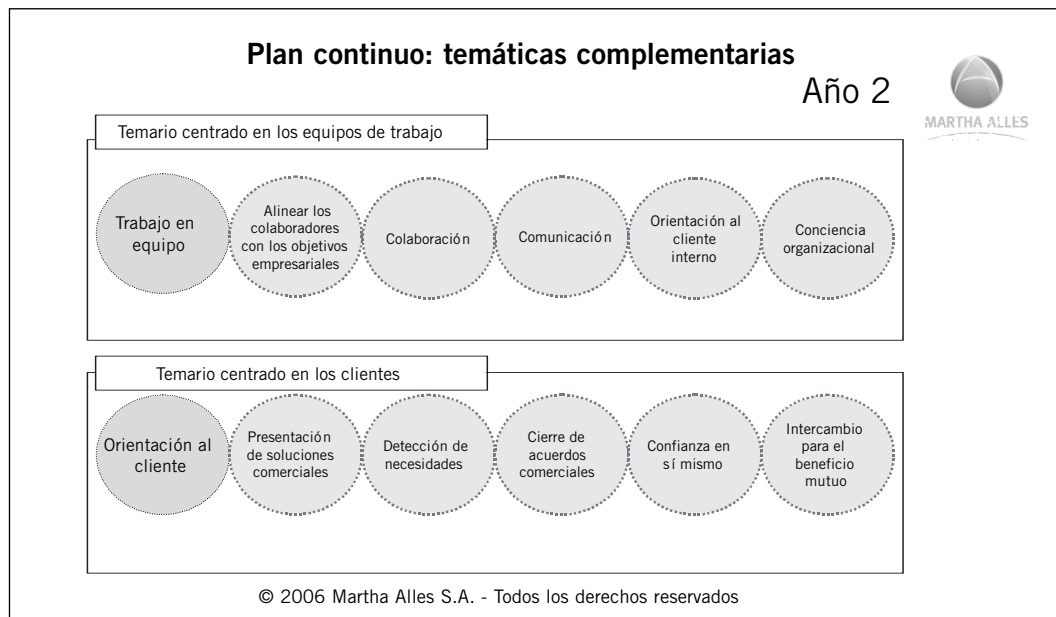 Plan continuo: temáticas complementarias
Año 2
MARTHA ALLES
Temario centrado en los equipos de trabajo
Trabajo en
equipo
Alinear los
colaboradores
con los objetivos
empresariales
Colaboración
Comunicación
Orientación al
cliente
interno
Conciencia
organizacional
Temario centrado en los clientes
Orientación al
cliente
Presentación
de soluciones
comerciales
Detección de
necesidades
Cierre de
acuerdos
comerciales
Confianza en
sí mismo
Intercambio
para el
beneficio
mutuo
© 2006 Martha Alles S.A. - Todos los derechos reservados